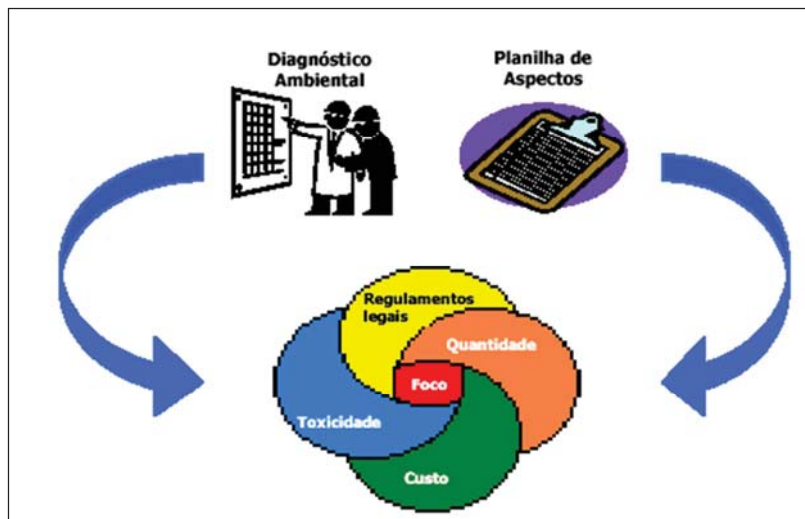 Diagnóstico
Ambiental
Planilha de
Aspectos
Regulamentos
legais
Quantidade
Foco
Toxicidade
Custo